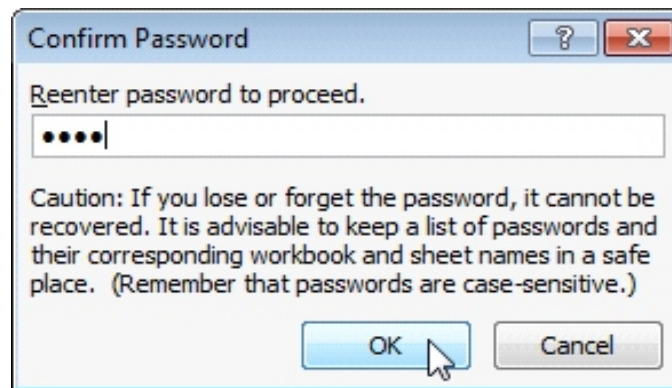 Confirm Password
Reenter password to proceed.
Caution: If you lose or forget the password, it cannot be
recovered. It is advisable to keep a list of passwords and
their corresponding workbook and sheet names in a safe
place. (Remember that passwords are case-sensitive.)
OK Cancel